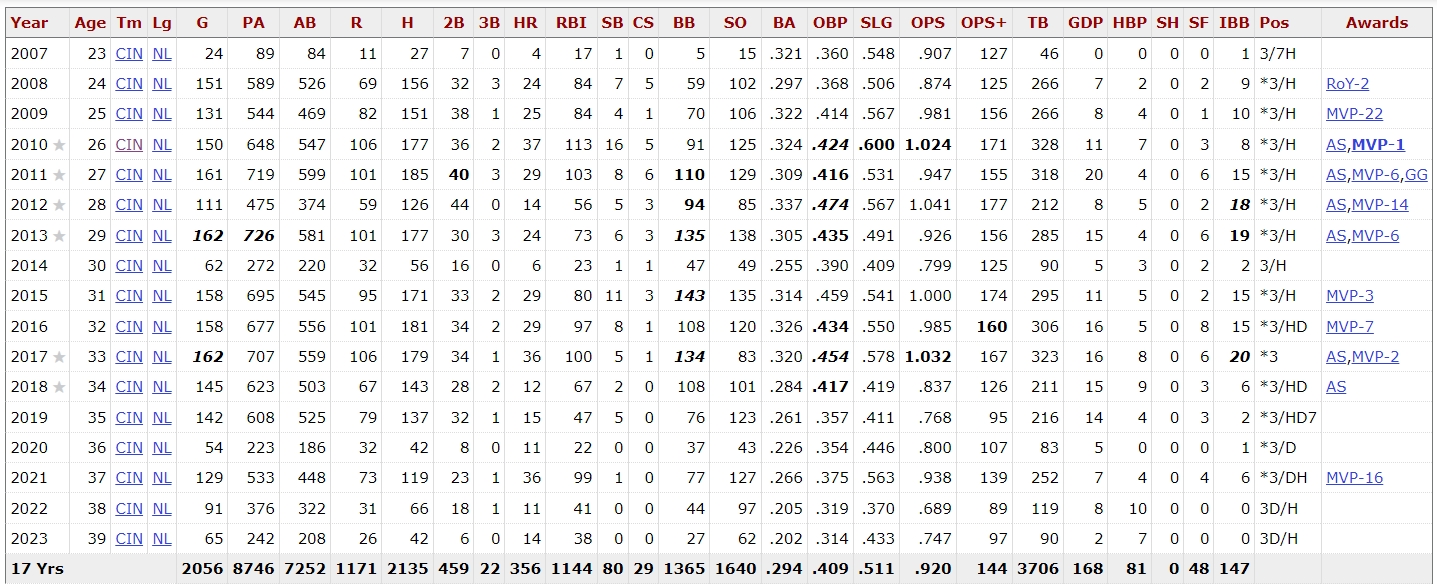 Year Age Tm Lg G PA AB R H 2B 3B HR RBI SB CS BB SO BA OBP SLG OPS OPS+ TB GDP HBP SH SF IBB Pos Awards
2007 23 CIN NL 24 89 84 11 27 7 0 4 17 1 0 5 15 .321 .360 .548 .907 127 46 0 0 0 0 1 3/7H
2008 24 CIN NL 151 589 526 69 156 32 3 24 84 7 5 59 102 .297 .368 .506 .874 125 266 7 2 0 2 9 *3/H RoY-2
2009 25 CIN NL 131 544 469 82 151 38 1 25 84 4 1 70 106 .322 .414 .567 .981 156 266 8 4 0 1 10 *3/H MVP-22
2010 ★ 26 CIN NL 150 648 547 106 177 36 2 37 113 16 5 91 125 .324 .424 .600 1.024 171 328 11 7 0 3 8 *3/H AS,MVP-1
2011 ★ 27 CIN NL 161 719 599 101 185 40 3 29 103 8 6 110 129 .309 .416 .531 .947 155 318 20 4 0 6 15 *3/H AS,MVP-6,GG
2012 ★ 28 CIN NL 111 475 374 59 126 44 0 14 56 5 3 94 85 .337 .474 .567 1.041 177 212 8 5 0 2 18 *3/H AS,MVP-14
2013 ★ 29 CIN NL 162 726 581 101 177 30 3 24 73 6 3 135 138 .305 .435 .491 .926 156 285 15 4 0 6 19 *3/H AS,MVP-6
2014 30 CIN NL 62 272 220 32 56 16 0 6 23 1 1 47 49 .255 .390 .409 .799 125 90 5 3 0 2 2 3/H
2015 31 CIN NL 158 695 545 95 171 33 2 29 80 11 3 143 135 .314 .459 .541 1.000 174 295 11 5 0 2 15 *3/H MVP-3
2016 32 CIN NL 158 677 556 101 181 34 2 29 97 8 1 108 120 .326 .434 .550 .985 160 306 16 5 0 8 15 *3/HD MVP-7
2017 ★ 33 CIN NL 162 707 559 106 179 34 1 36 100 5 1 134 83 .320 .454 .578 1.032 167 323 16 8 0 6 20 *3 AS,MVP-2
2018 ★ 34 CIN NL 145 623 503 67 143 28 2 12 67 2 0 108 101 .284 .417 .419 .837 126 211 15 9 0 3 6 *3/HD AS
2019 35 CIN NL 142 608 525 79 137 32 1 15 47 5 0 76 123 .261 .357 .411 .768 95 216 14 4 0 3 2 *3/HD7
2020 36 CIN NL 54 223 186 32 42 8 0 11 22 0 0 37 43 .226 .354 .446 .800 107 83 5 0 0 0 1 *3/D
2021 37 CIN NL 129 533 448 73 119 23 1 36 99 1 0 77 127 .266 .375 .563 .938 139 252 7 4 0 4 6 *3/DH MVP-16
2022 38 CIN NL 91 376 322 31 66 18 1 11 41 0 0 44 97 .205 .319 .370 .689 89 119 8 10 0 0 0 3D/H
2023 39 CIN NL 65 242 208 26 42 6 0 14 38 0 0 27 62 .202 .314 .433 .747 97 90 2 7 0 0 0 3D/H
17 Yrs 2056 8746 7252 1171 2135 459 22 356 1144 80 29 1365 1640 .294 .409 .511 .920 144 3706 168 81 0 48 147